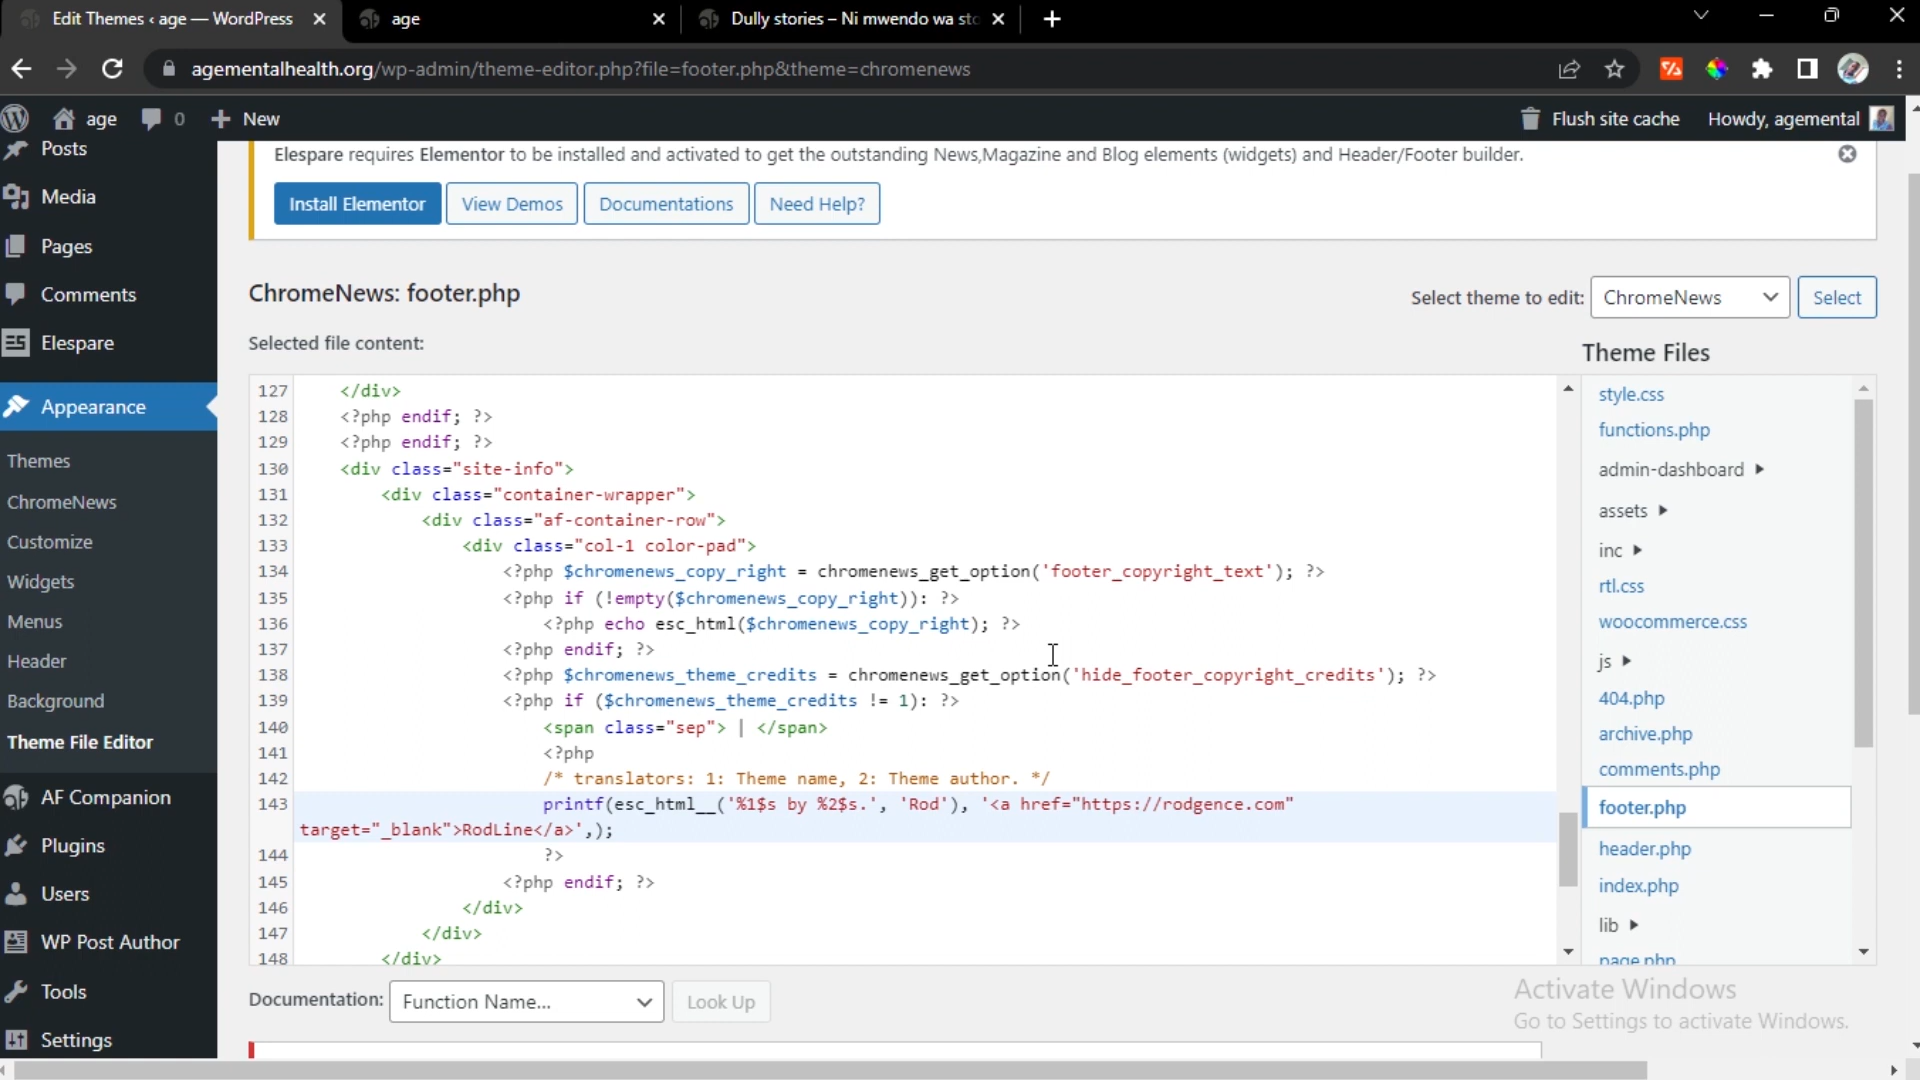 Edit Themes ‹ age — WordPress
age
Dully stories – Ni mwendo wa sto
agementalhealth.org/wp-admin/theme-editor.php?file=footer.php&theme=chromenews
age
0
New
Flush site cache
Howdy, agemental
Posts
Media
Pages
Comments
Elespare
Appearance
Themes
ChromeNews
Customize
Widgets
Menus
Header
Background
Theme File Editor
AF Companion
Plugins
Users
WP Post Author
Tools
Settings
Elespare requires Elementor to be installed and activated to get the outstanding News,Magazine and Blog elements (widgets) and Header/Footer builder.
Install Elementor
View Demos
Documentations
Need Help?
ChromeNews: footer.php
Select theme to edit:
ChromeNews
Select
Selected file content:
127 </div>
128 <?php endif; ?>
129 <?php endif; ?>
130 <div class="site-info">
131 <div class="container-wrapper">
132 <div class="af-container-row">
133 <div class="col-1 color-pad">
134 <?php $chromenews_copy_right = chromenews_get_option('footer_copyright_text'); ?>
135 <?php if (!empty($chromenews_copy_right)): ?>
136 <?php echo esc_html($chromenews_copy_right); ?>
137 <?php endif; ?>
138 <?php $chromenews_theme_credits = chromenews_get_option('hide_footer_copyright_credits'); ?>
139 <?php if ($chromenews_theme_credits != 1): ?>
140 <span class="sep"> | </span>
141 <?php
142 /* translators: 1: Theme name, 2: Theme author. */
143 printf(esc_html__('%1$s by %2$s.', 'Rod'), '<a href="https://rodgence.com"
target="_blank">RodLine</a>',);
144 ?>
145 <?php endif; ?>
146 </div>
147 </div>
148 </div>
Theme Files
style.css
functions.php
admin-dashboard
assets
inc
rtl.css
woocommerce.css
js
404.php
archive.php
comments.php
footer.php
header.php
index.php
lib
page.php
Documentation:
Function Name...
Look Up
Activate Windows
Go to Settings to activate Windows.